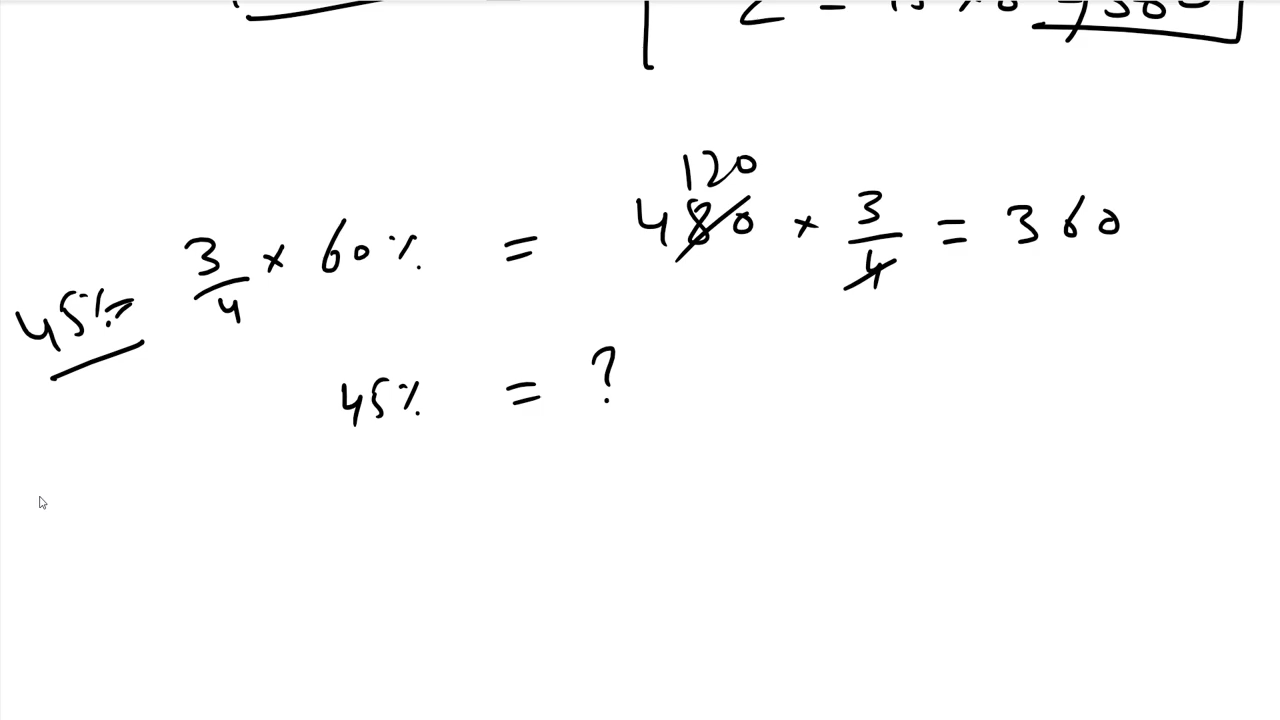 120
45% = 3/4 × 60% = 480 × 3/4 = 360
45% = ?